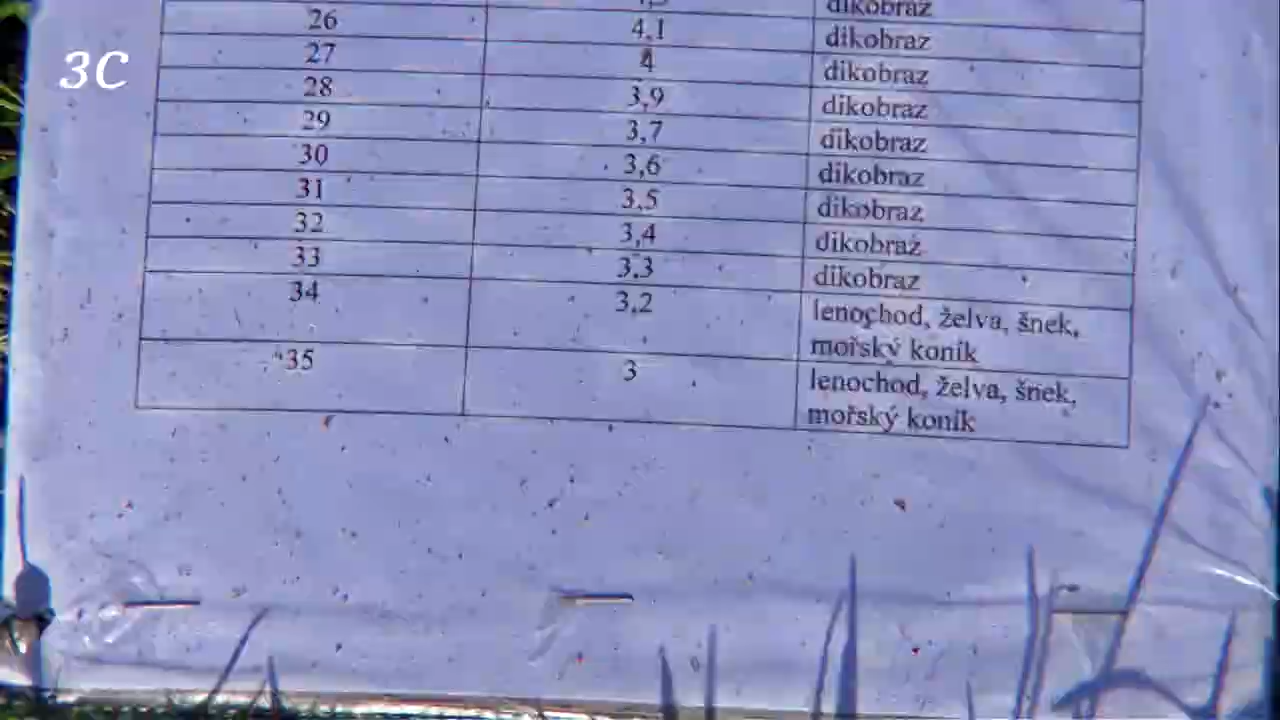 3C
dikobraz
26 4,1 dikobraz
27 4 dikobraz
28 3,9 dikobraz
29 3,7 dikobraz
30 3,6 dikobraz
31 3,5 dikobraz
32 3,4 dikobraz
33 3,3 dikobraz
34 3,2 lenochod, želva, šnek,
mořský koník
35 3 lenochod, želva, šnek,
mořský koník